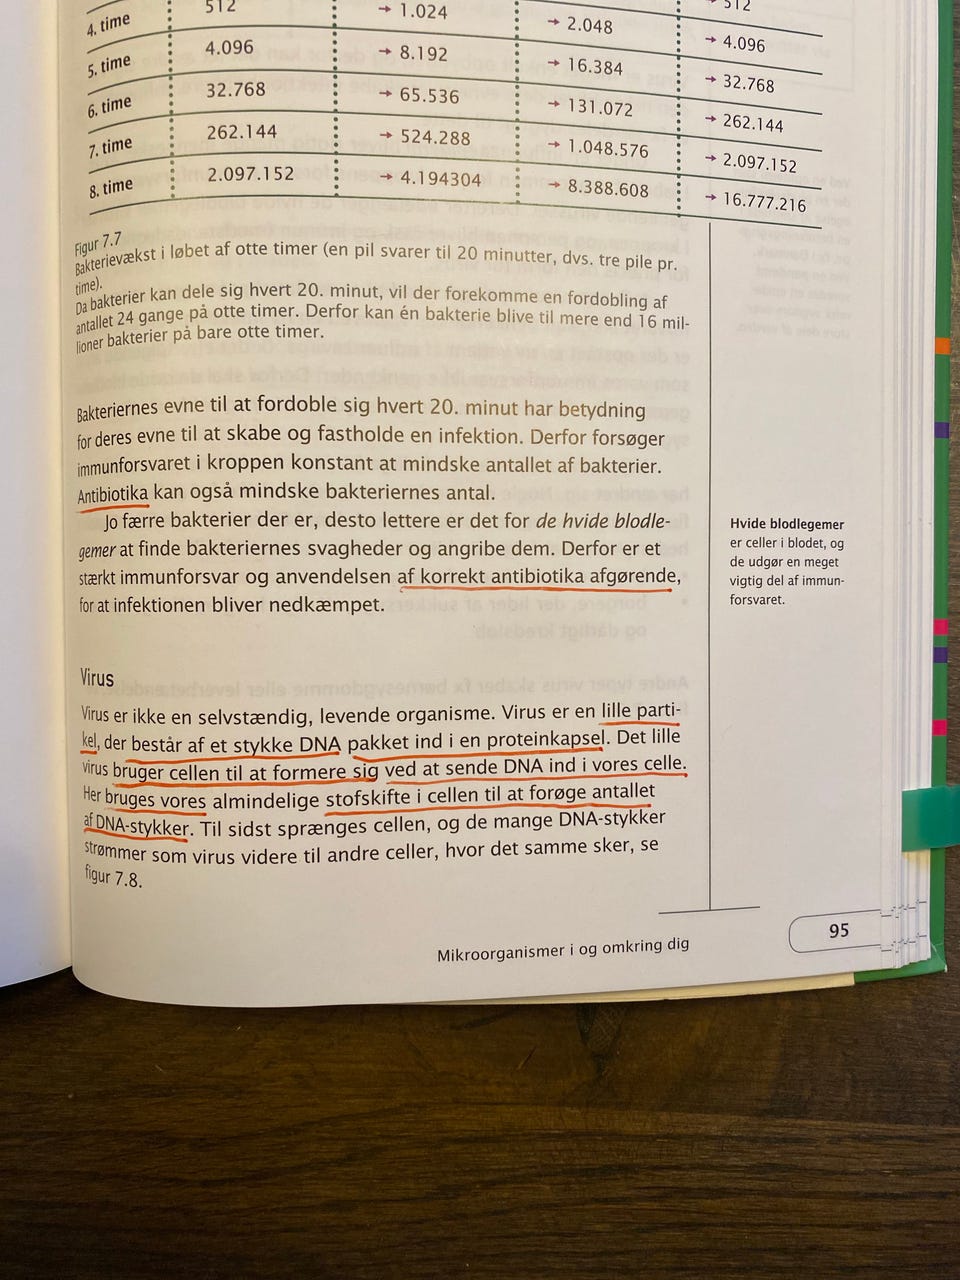 4. time 512 → 1.024 → 2.048 → 512
5. time 4.096 → 8.192 → 16.384 → 4.096
6. time 32.768 → 65.536 → 131.072 → 32.768
7. time 262.144 → 524.288 → 1.048.576 → 262.144
8. time 2.097.152 → 4.194304 → 8.388.608 → 2.097.152
→ 16.777.216
Figur 7.7
Bakterievækst i løbet af otte timer (en pil svarer til 20 minutter, dvs. tre pile pr.
time).
Da bakterier kan dele sig hvert 20. minut, vil der forekomme en fordobling af
antallet 24 gange på otte timer. Derfor kan én bakterie blive til mere end 16 mil-
lioner bakterier på bare otte timer.
Bakteriernes evne til at fordoble sig hvert 20. minut har betydning
for deres evne til at skabe og fastholde en infektion. Derfor forsøger
immunforsvaret i kroppen konstant at mindske antallet af bakterier.
Antibiotika kan også mindske bakteriernes antal.
Jo færre bakterier der er, desto lettere er det for de hvide blodle-
gemer at finde bakteriernes svagheder og angribe dem. Derfor er et
stærkt immunforsvar og anvendelsen af korrekt antibiotika afgørende,
for at infektionen bliver nedkæmpet.
Hvide blodlegemer
er celler i blodet, og
de udgør en meget
vigtig del af immun-
forsvaret.
Virus
Virus er ikke en selvstændig, levende organisme. Virus er en lille parti-
kel, der består af et stykke DNA pakket ind i en proteinkapsel. Det lille
virus bruger cellen til at formere sig ved at sende DNA ind i vores celle.
Her bruges vores almindelige stofskifte i cellen til at forøge antallet
af DNA-stykker. Til sidst sprænges cellen, og de mange DNA-stykker
strømmer som virus videre til andre celler, hvor det samme sker, se
figur 7.8.
Mikroorganismer i og omkring dig
95